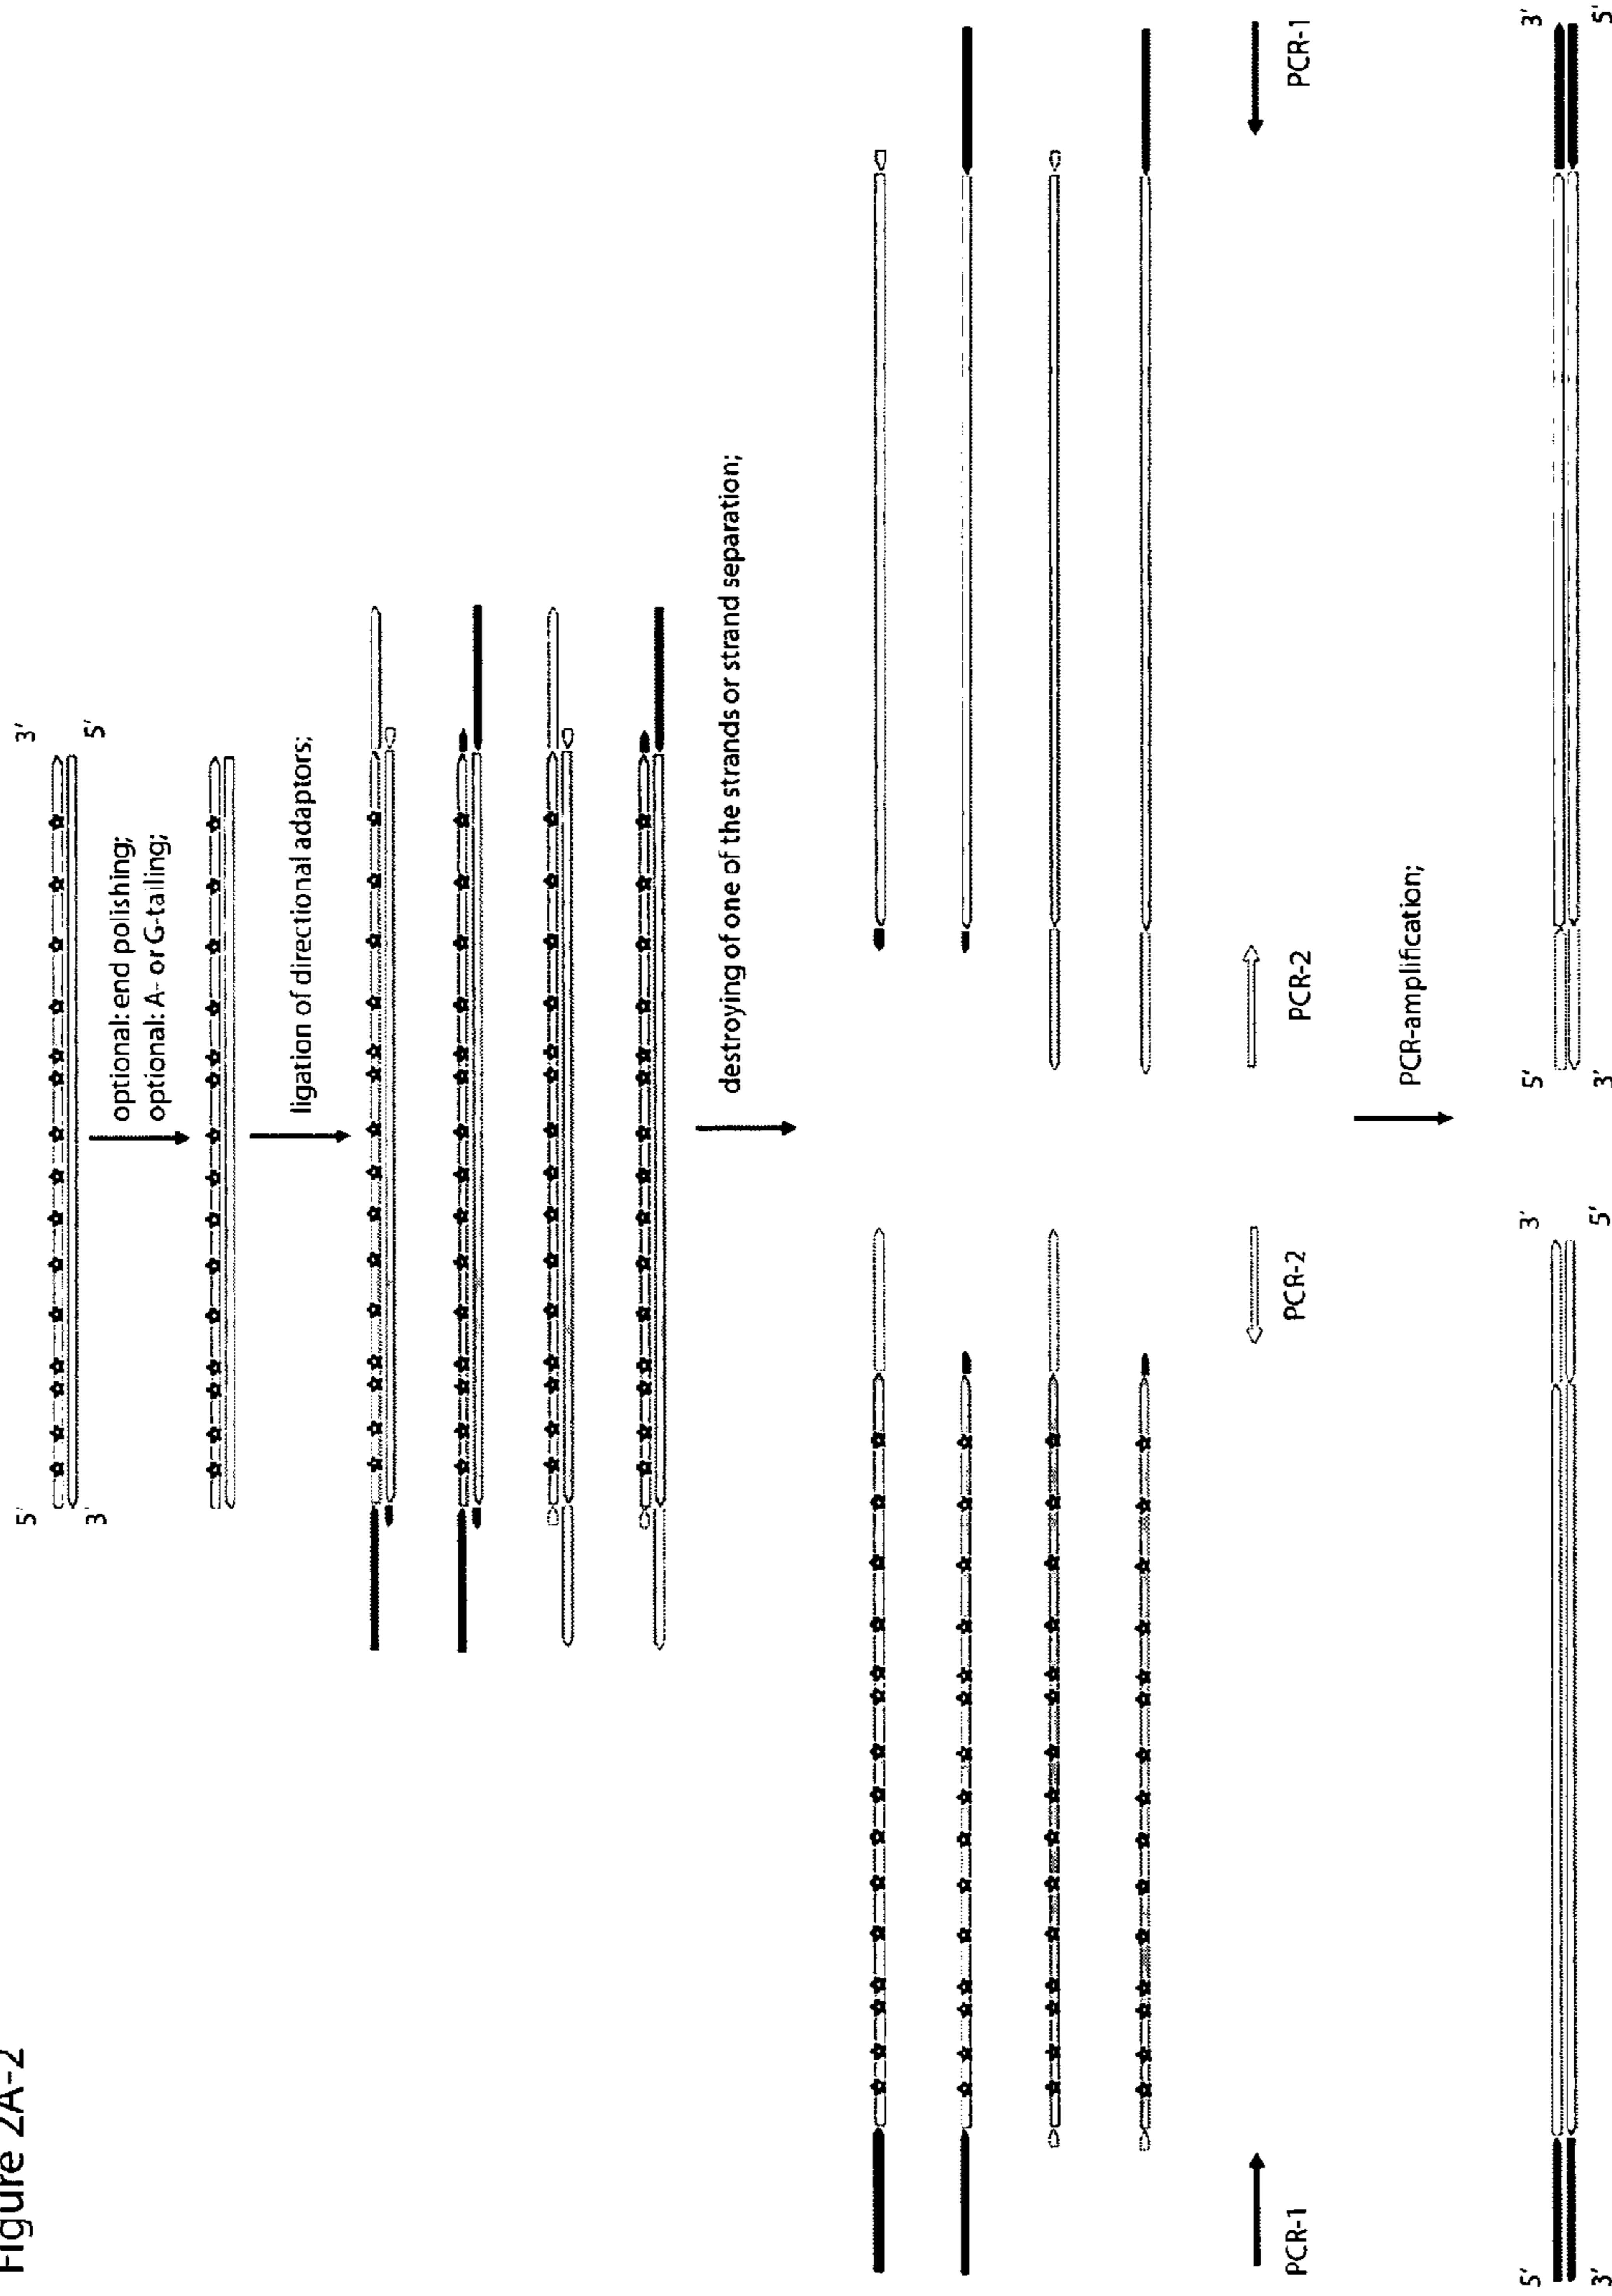 Figure 2A-2
5' 3'
3' 5'
optional: end polishing;
optional: A- or G-tailing;
ligation of directional adaptors;
destroying of one of the strands or strand separation;
PCR-1 PCR-2 PCR-2 PCR-1
PCR-amplification;
5' 3' 5' 3'
3' 5' 3' 5'